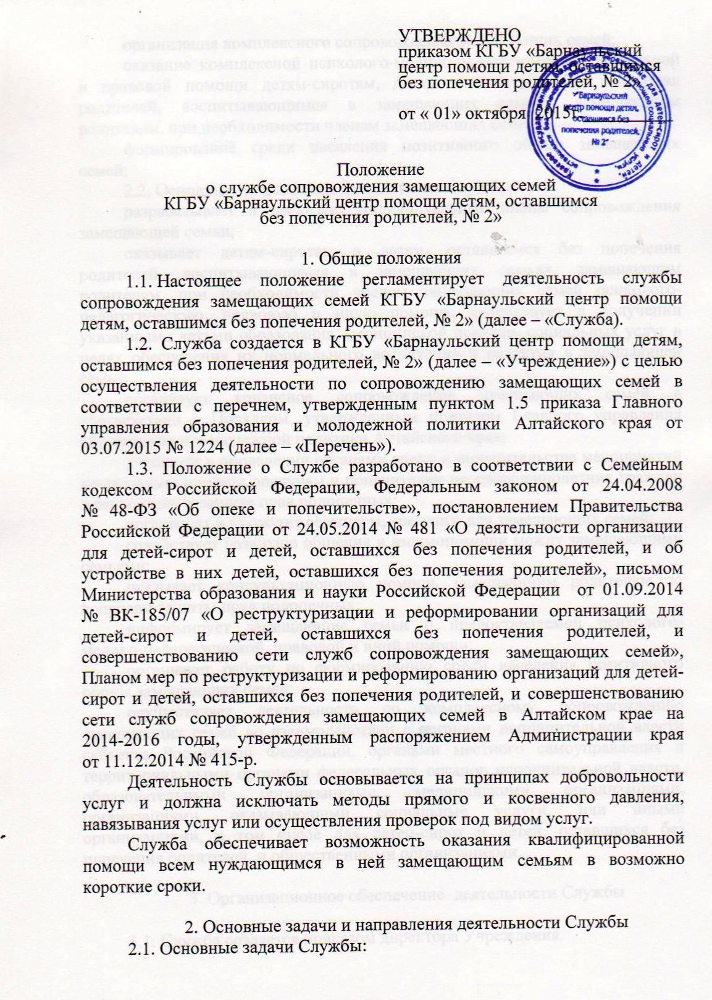 УТВЕРЖДЕНО
приказом КГБУ «Барнаульский
центр помощи детям, оставшимся
без попечения родителей, № 2»
от « 01» октября 2015г.
"Барнаульский
центр помощи детям,
оставшимся без
попечения родителей,
№ 2"
Положение
о службе сопровождения замещающих семей
КГБУ «Барнаульский центр помощи детям, оставшимся
без попечения родителей, № 2»
1. Общие положения
1.1. Настоящее положение регламентирует деятельность службы
сопровождения замещающих семей КГБУ «Барнаульский центр помощи
детям, оставшимся без попечения родителей, № 2» (далее – «Служба).
1.2. Служба создается в КГБУ «Барнаульский центр помощи детям,
оставшимся без попечения родителей, № 2» (далее – «Учреждение») с целью
осуществления деятельности по сопровождению замещающих семей в
соответствии с перечнем, утвержденным пунктом 1.5 приказа Главного
управления образования и молодежной политики Алтайского края от
03.07.2015 № 1224 (далее – «Перечень»).
1.3. Положение о Службе разработано в соответствии с Семейным
кодексом Российской Федерации, Федеральным законом от 24.04.2008
№ 48-ФЗ «Об опеке и попечительстве», постановлением Правительства
Российской Федерации от 24.05.2014 № 481 «О деятельности организации
для детей-сирот и детей, оставшихся без попечения родителей, и об
устройстве в них детей, оставшихся без попечения родителей», письмом
Министерства образования и науки Российской Федерации от 01.09.2014
№ ВК-185/07 «О реструктуризации и реформировании организаций для
детей-сирот и детей, оставшихся без попечения родителей, и
совершенствованию сети служб сопровождения замещающих семей»,
Планом мер по реструктуризации и реформированию организаций для детей-
сирот и детей, оставшихся без попечения родителей, и совершенствованию
сети служб сопровождения замещающих семей в Алтайском крае на
2014-2016 годы, утвержденным распоряжением Администрации края
от 11.12.2014 № 415-р.
Деятельность Службы основывается на принципах добровольности
услуг и должна исключать методы прямого и косвенного давления,
навязывания услуг или осуществления проверок под видом услуг.
Служба обеспечивает возможность оказания квалифицированной
помощи всем нуждающимся в ней замещающим семьям в возможно
короткие сроки.
2. Основные задачи и направления деятельности Службы
2.1. Основные задачи Службы: